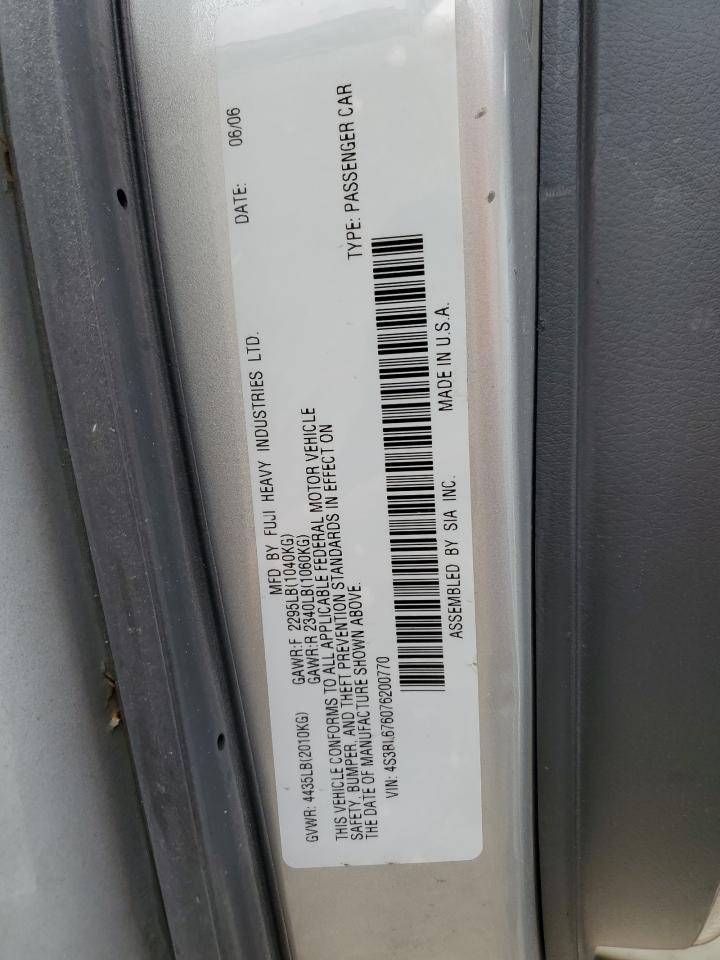 MFD BY FUJI HEAVY INDUSTRIES LTD. DATE: 06/06
GVWR: 4435LB(2010KG) GAWR:F 2295LB(1040KG)
GAWR:R 2340LB(1060KG)
THIS VEHICLE CONFORMS TO ALL APPLICABLE FEDERAL MOTOR VEHICLE
SAFETY, BUMPER, AND THEFT PREVENTION STANDARDS IN EFFECT ON
THE DATE OF MANUFACTURE SHOWN ABOVE.
VIN: 4S3BL676076200770 TYPE: PASSENGER CAR
ASSEMBLED BY SIA INC. MADE IN U.S.A.